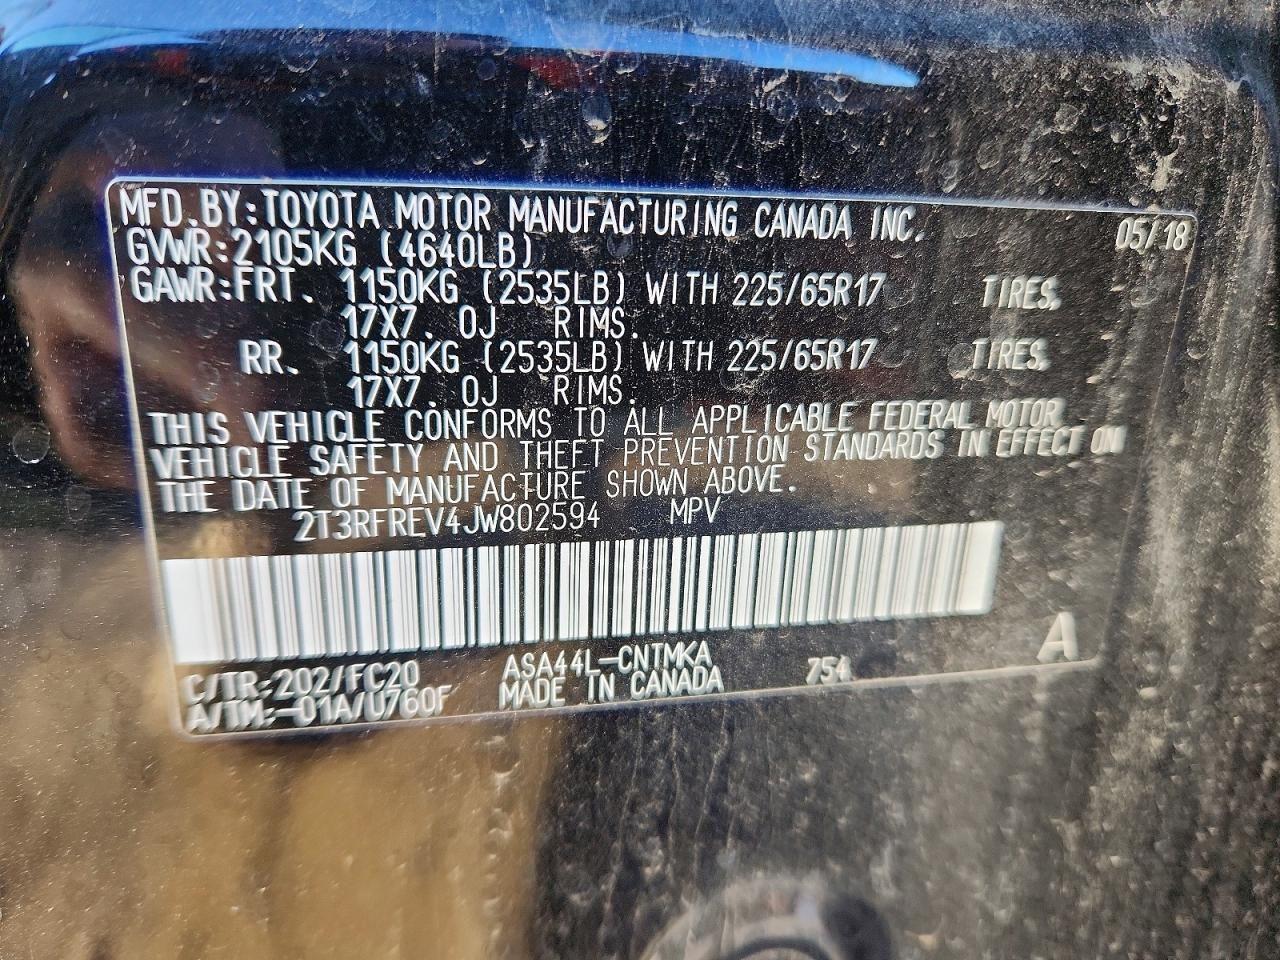 MFD.BY:TOYOTA MOTOR MANUFACTURING CANADA INC. 05/18
GVWR:2105KG (4640LB)
GAWR:FRT. 1150KG (2535LB) WITH 225/65R17 TIRES,
17X7. 0J RIMS.
RR. 1150KG (2535LB) WITH 225/65R17 TIRES,
17X7. 0J RIMS.
THIS VEHICLE CONFORMS TO ALL APPLICABLE FEDERAL MOTOR
VEHICLE SAFETY AND THEFT PREVENTION STANDARDS IN EFFECT ON
THE DATE OF MANUFACTURE SHOWN ABOVE.
2T3RFREV4JW802594 MPV
C/TR:202/FC20 ASA44L-CNTMKA 754 A
A/TM:-01A/U760F MADE IN CANADA